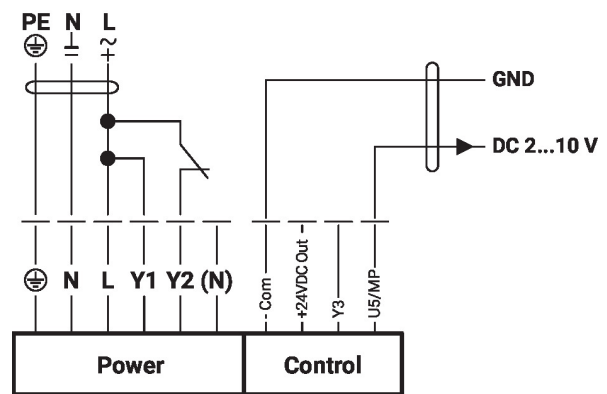 PE N L
GND
DC 2...10 V
N L Y1 Y2 (N)
- Com
+24VDC Out
Y3
U5/MP
Power
Control